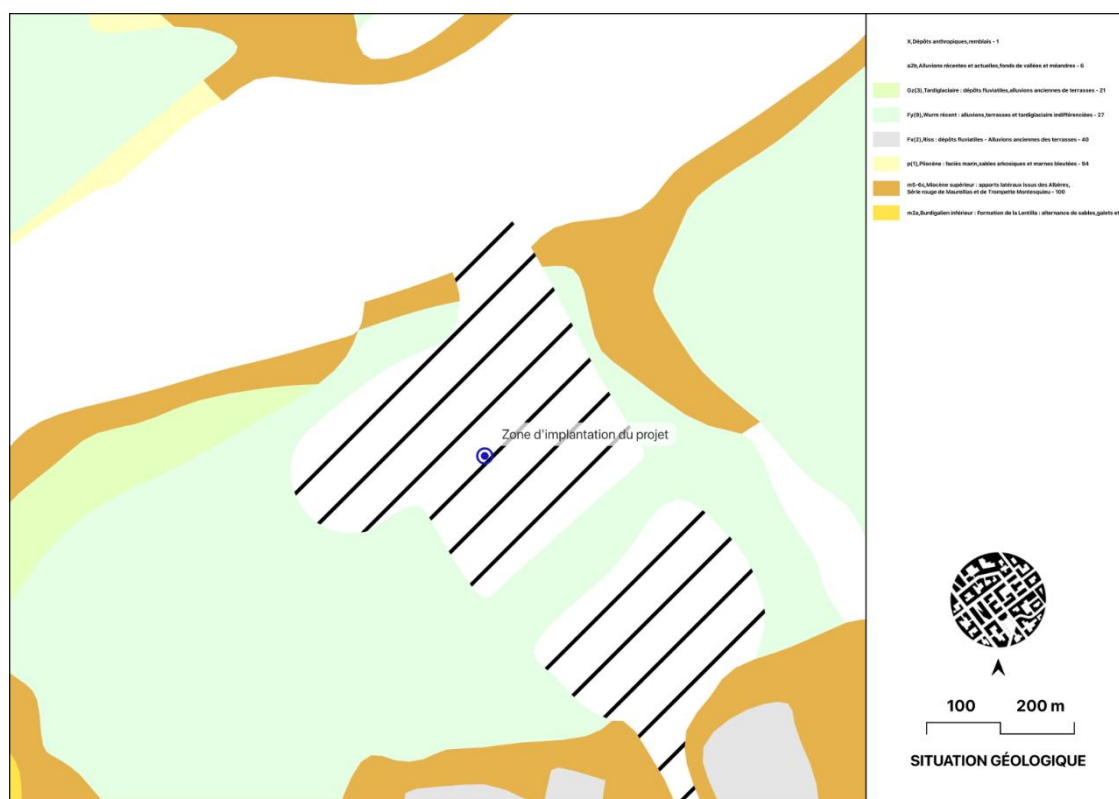 X,Dépôts anthropiques,remblais - 1
a2b,Alluvions récentes et actuelles,fonds de vallées et méandres - 6
Gz(3),Tardiglaciaire : dépôts fluviatiles,alluvions anciennes de terrasses - 21
Fy(9),Wurm récent : alluviens,terrasses et tardiglaciaire indifférenciées - 27
Fx(2),Riss : dépôts fluviatiles - Alluvions anciennes des terrasses - 40
p(1),Pliocène : faciès marin,sables arkosiques et marnes bleutées - 94
m5-6c,Miocène supérieur : apports latéraux issus des Albères,
Série rouge de Maureillas et de Trompette Montesquieu - 100
m2a,Burdigalien inférieur : Formation de la Lentilla : alternance de sables,galets et
Zone d'implantation du projet
100 200 m
SITUATION GÉOLOGIQUE